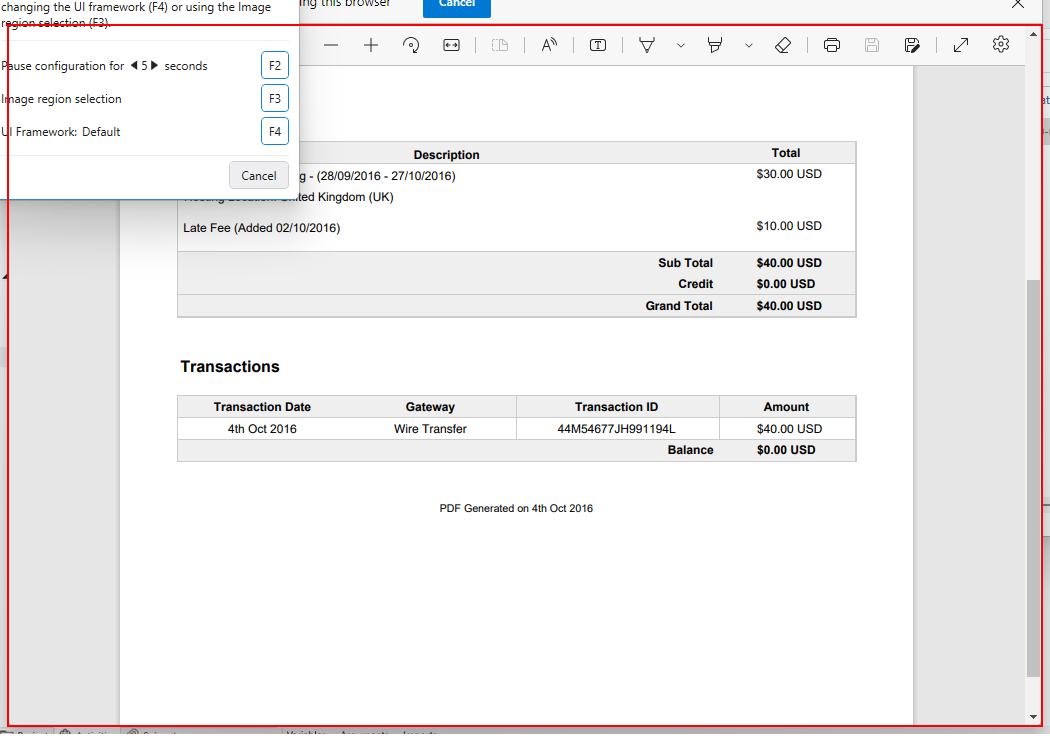 changing the UI framework (F4) or using the Image
region selection (F3).
ing this browser
Cancel
Pause configuration for 5 seconds F2
Image region selection F3
UI Framework: Default F4
Cancel
Description Total
g - (28/09/2016 - 27/10/2016) $30.00 USD
Hosting Location: United Kingdom (UK)
Late Fee (Added 02/10/2016) $10.00 USD
Sub Total $40.00 USD
Credit $0.00 USD
Grand Total $40.00 USD
Transactions
Transaction Date Gateway Transaction ID Amount
4th Oct 2016 Wire Transfer 44M54677JH991194L $40.00 USD
Balance $0.00 USD
PDF Generated on 4th Oct 2016